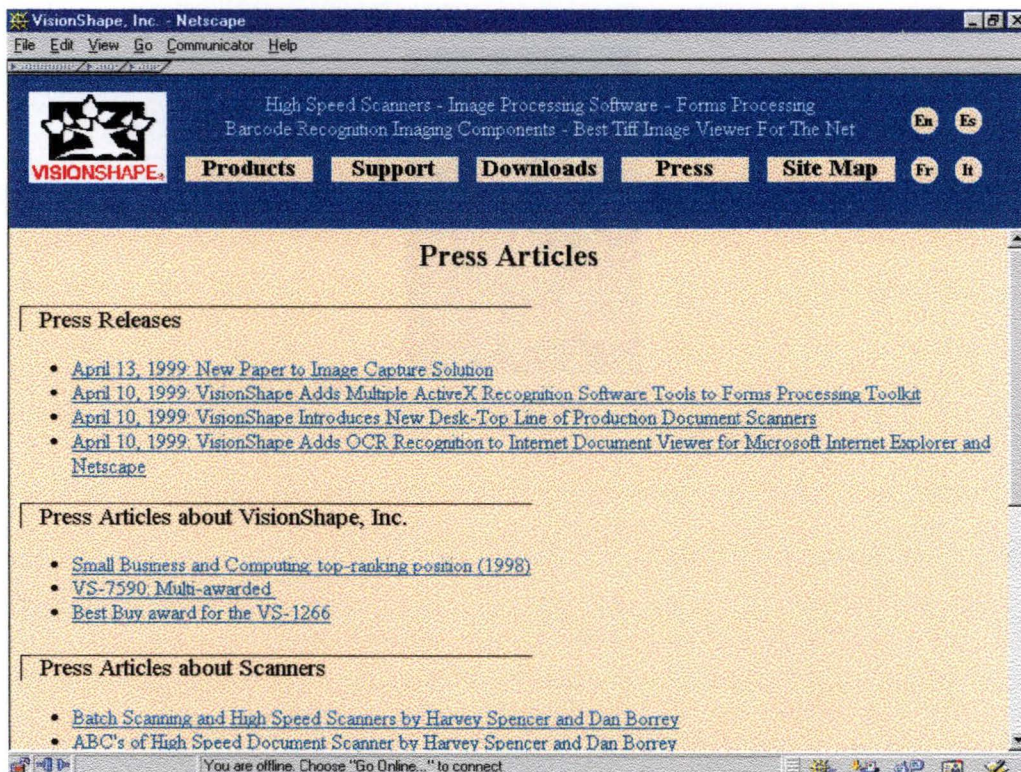 VisionShape, Inc. - Netscape
File Edit View Go Communicator Help
High Speed Scanners - Image Processing Software - Forms Processing
Barcode Recognition Imaging Components - Best Tiff Image Viewer For The Net
En Es
VISIONSHAPE®
Products Support Downloads Press Site Map Fr It
Press Articles
Press Releases
• April 13, 1999: New Paper to Image Capture Solution
• April 10, 1999: VisionShape Adds Multiple ActiveX Recognition Software Tools to Forms Processing Toolkit
• April 10, 1999: VisionShape Introduces New Desk-Top Line of Production Document Scanners
• April 10, 1999: VisionShape Adds OCR Recognition to Internet Document Viewer for Microsoft Internet Explorer and
Netscape
Press Articles about VisionShape, Inc.
• Small Business and Computing: top-ranking position (1998)
• VS-7590: Multi-awarded
• Best Buy award for the VS-1266
Press Articles about Scanners
• Batch Scanning and High Speed Scanners by Harvey Spencer and Dan Borrey
• ABC's of High Speed Document Scanner by Harvey Spencer and Dan Borrey
You are offline. Choose "Go Online..." to connect